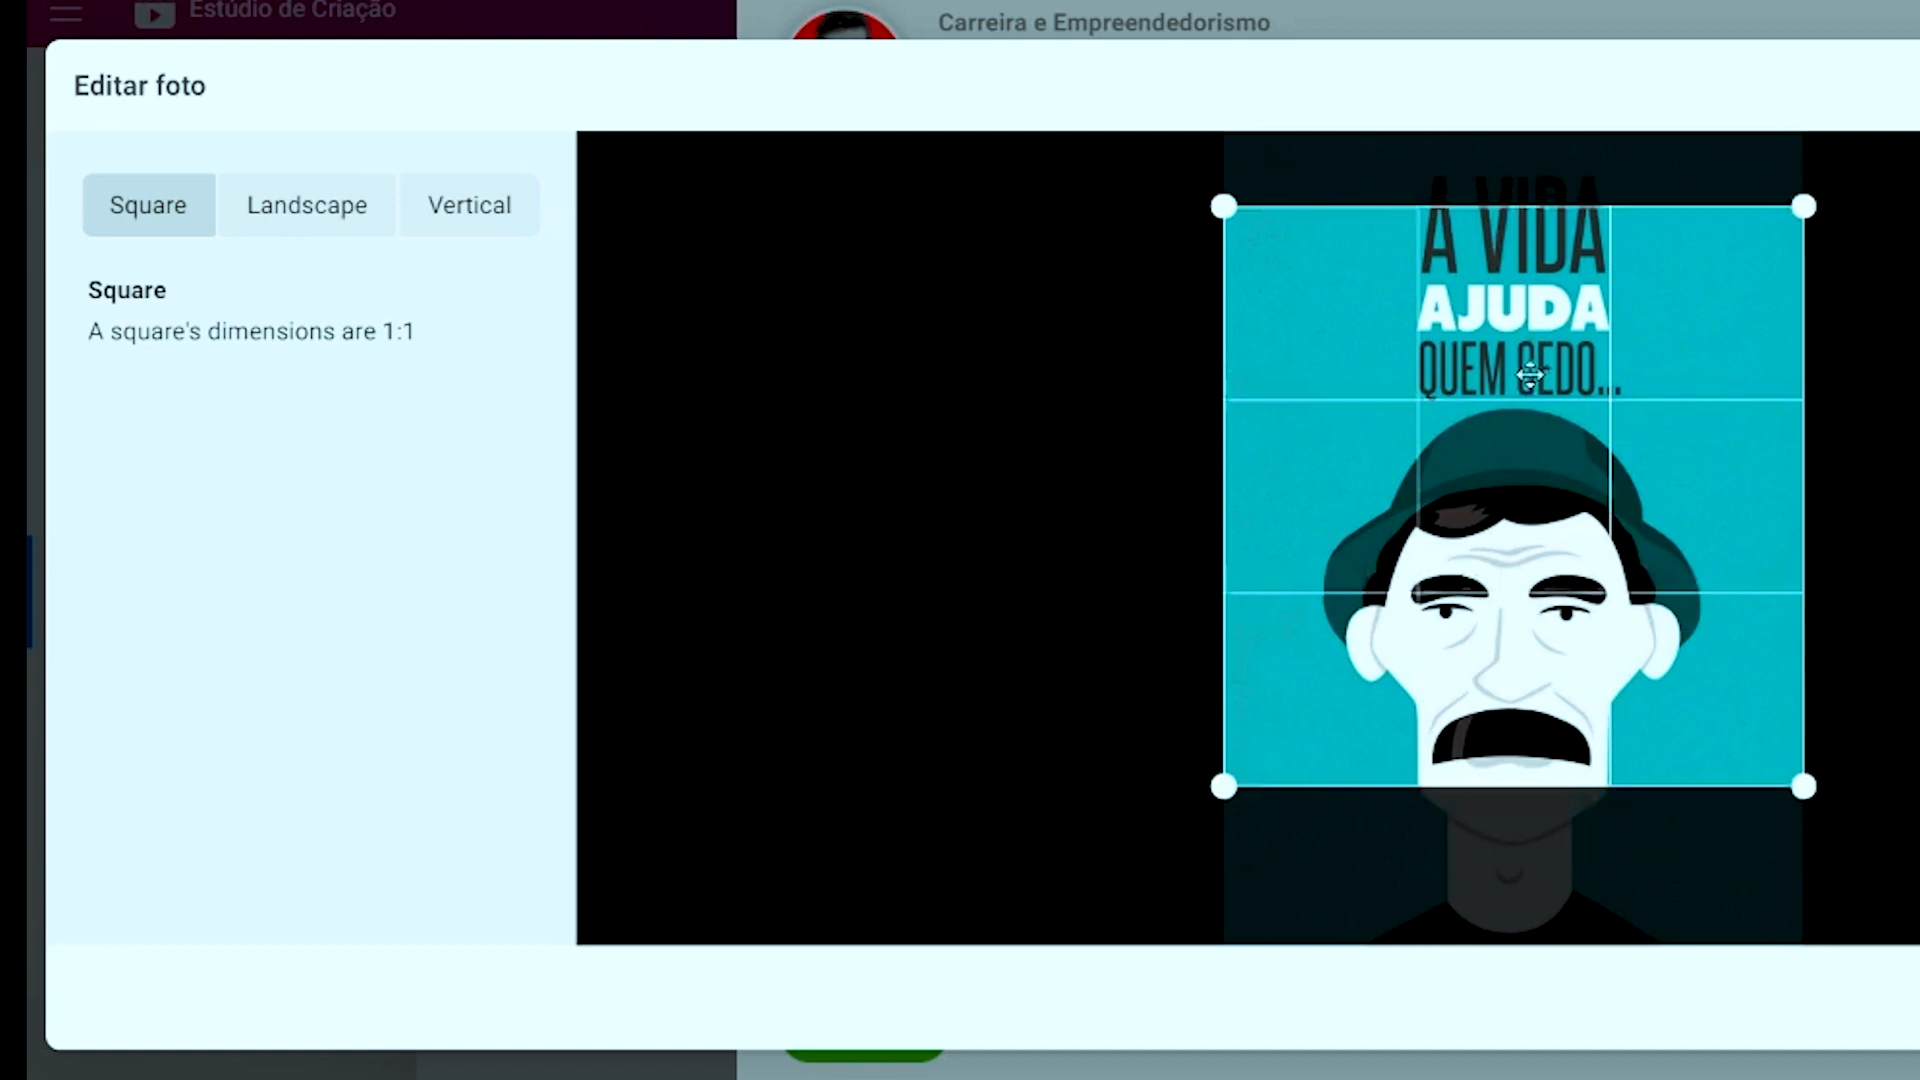 Estúdio de Criação
Carreira e Empreendedorismo
Editar foto
Square
Landscape
Vertical
Square
A square's dimensions are 1:1
A VIDA
AJUDA
QUEM CEDO...